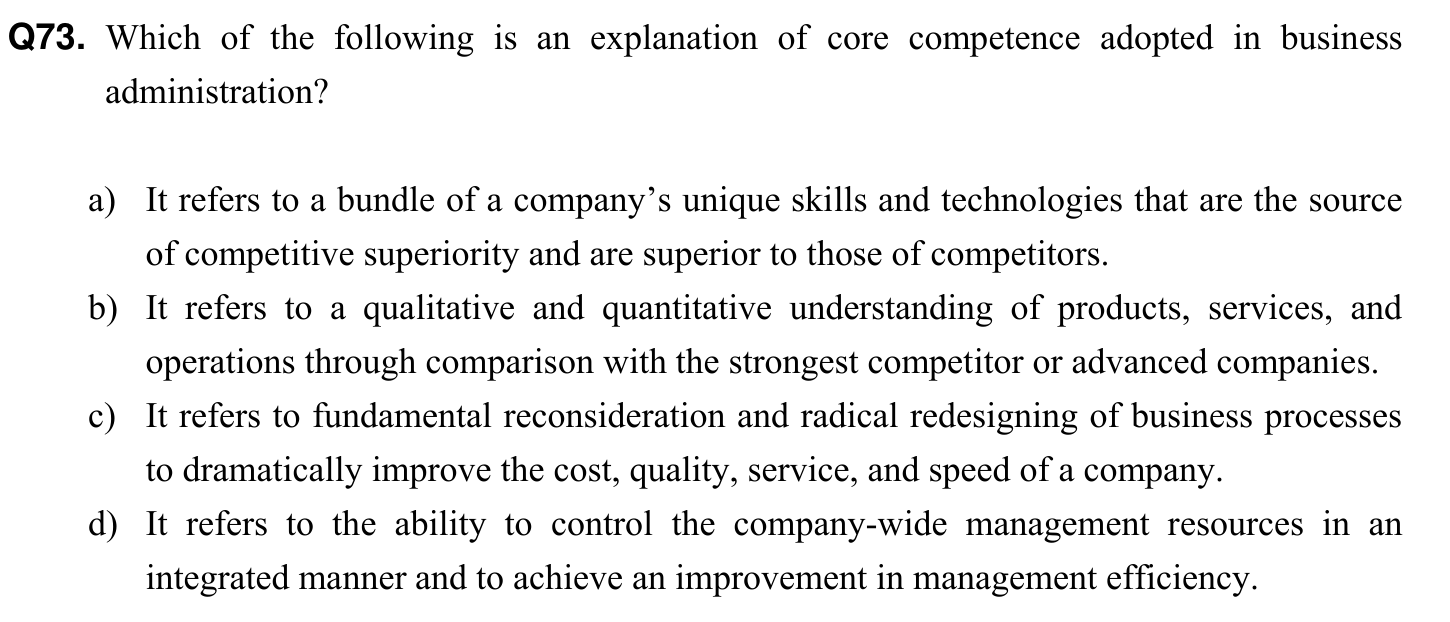 Q73. Which of the following is an explanation of core competence adopted in business
administration?
a) It refers to a bundle of a company’s unique skills and technologies that are the source
of competitive superiority and are superior to those of competitors.
b) It refers to a qualitative and quantitative understanding of products, services, and
operations through comparison with the strongest competitor or advanced companies.
c) It refers to fundamental reconsideration and radical redesigning of business processes
to dramatically improve the cost, quality, service, and speed of a company.
d) It refers to the ability to control the company-wide management resources in an
integrated manner and to achieve an improvement in management efficiency.